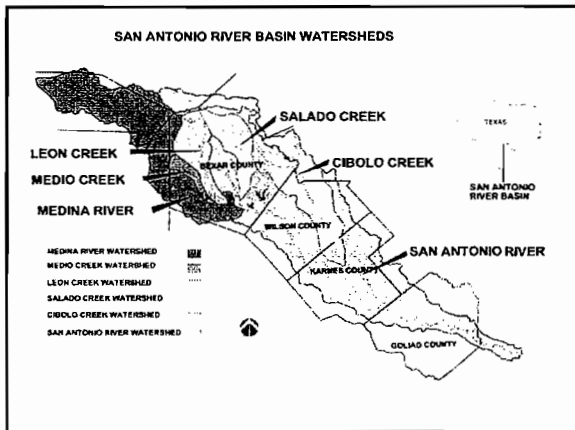 SAN ANTONIO RIVER BASIN WATERSHEDS
SALADO CREEK
TEXAS
LEON CREEK
BEXAR COUNTY
CIBOLO CREEK
MEDIO CREEK
SAN ANTONIO
RIVER BASIN
MEDINA RIVER
WILSON COUNTY
SAN ANTONIO RIVER
KARNES COUNTY
MEDINA RIVER WATERSHED
MEDIO CREEK WATERSHED
LEON CREEK WATERSHED
SALADO CREEK WATERSHED
CIBOLO CREEK WATERSHED
SAN ANTONIO RIVER WATERSHED
GOLIAD COUNTY